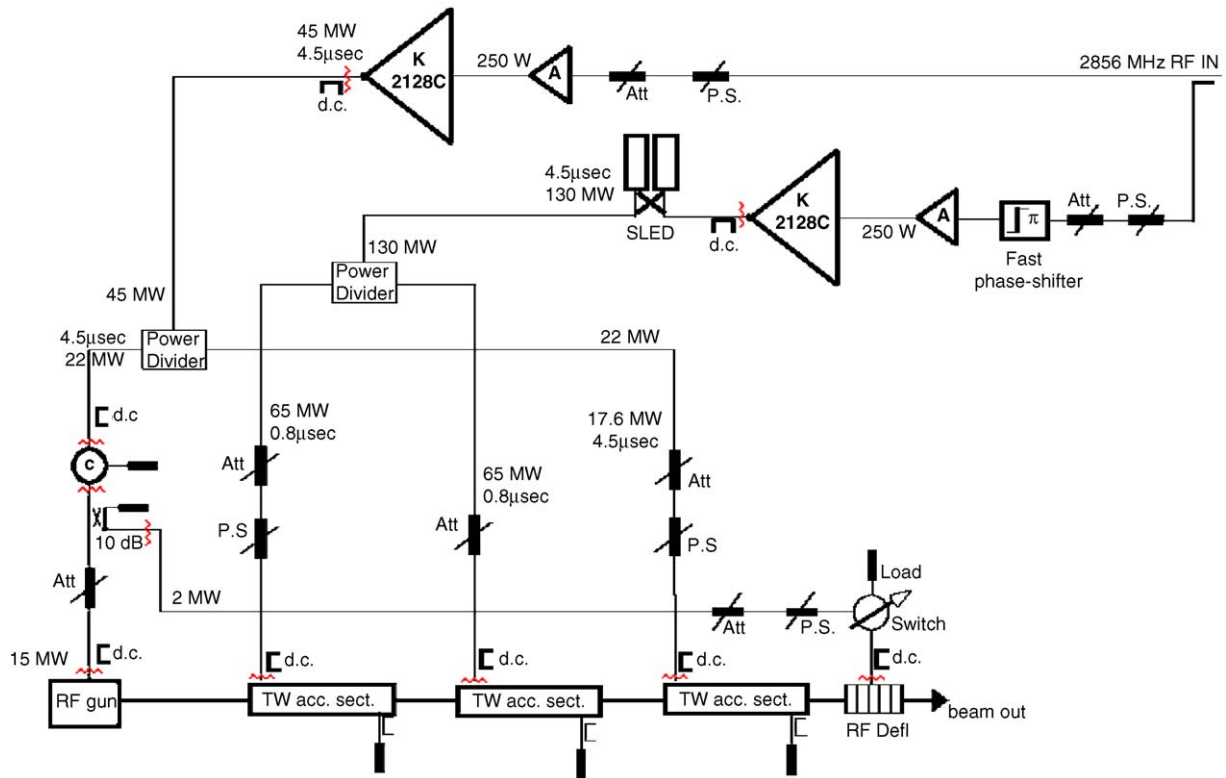 45 MW
4.5μsec
K
2128C
250 W
A
Att
P.S.
2856 MHz RF IN
d.c.
4.5μsec
130 MW
SLED
d.c.
K
2128C
250 W
A
π
Fast
phase-shifter
Att
P.S.
130 MW
Power
Divider
45 MW
4.5μsec
22 MW
Power
Divider
22 MW
d.c
c
65 MW
0.8μsec
Att
P.S
65 MW
0.8μsec
Att
17.6 MW
4.5μsec
Att
P.S
10 dB
Att
2 MW
Att
P.S.
Load
Switch
15 MW
d.c.
d.c.
d.c.
d.c.
d.c.
RF gun
TW acc. sect.
TW acc. sect.
TW acc. sect.
RF Defl
beam out